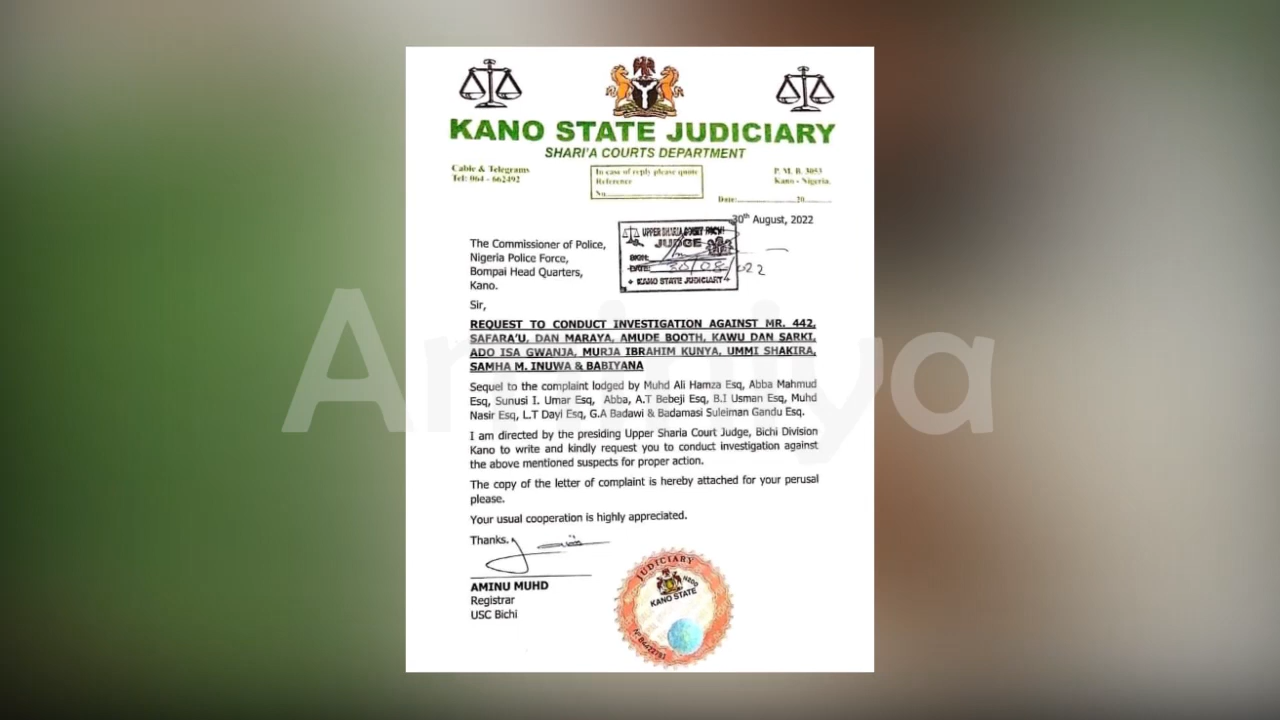 KANO STATE JUDICIARY
SHARI'A COURTS DEPARTMENT
Cable & Telegrams
Tel: 064 - 662492
In case of reply please quote
Reference
No.
P. M. B. 3053
Kano - Nigeria.
Date: 20
30th August, 2022
UPPER SHARIA COURT BICHI
JUDGE
SIGN:
DATE: 30/08/022
KANO STATE JUDICIARY
The Commissioner of Police,
Nigeria Police Force,
Bompai Head Quarters,
Kano.
Sir,
REQUEST TO CONDUCT INVESTIGATION AGAINST MR. 442,
SAFARA'U, DAN MARAYA, AMUDE BOOTH, KAWU DAN SARKI,
ADO ISA GWANJA, MURJA IBRAHIM KUNYA, UMMI SHAKIRA,
SAMHA M. INUWA & BABIYANA
Sequel to the complaint lodged by Muhd Ali Hamza Esq, Abba Mahmud
Esq, Sunusi I. Umar Esq, Abba, A.T Bebeji Esq, B.I Usman Esq, Muhd
Nasir Esq, L.T Dayi Esq, G.A Badawi & Badamasi Suleiman Gandu Esq.
I am directed by the presiding Upper Sharia Court Judge, Bichi Division
Kano to write and kindly request you to conduct investigation against
the above mentioned suspects for proper action.
The copy of the letter of complaint is hereby attached for your perusal
please.
Your usual cooperation is highly appreciated.
Thanks.
AMINU MUHD
Registrar
USC Bichi
JUDICIARY
N200
KANO STATE
Aminiya